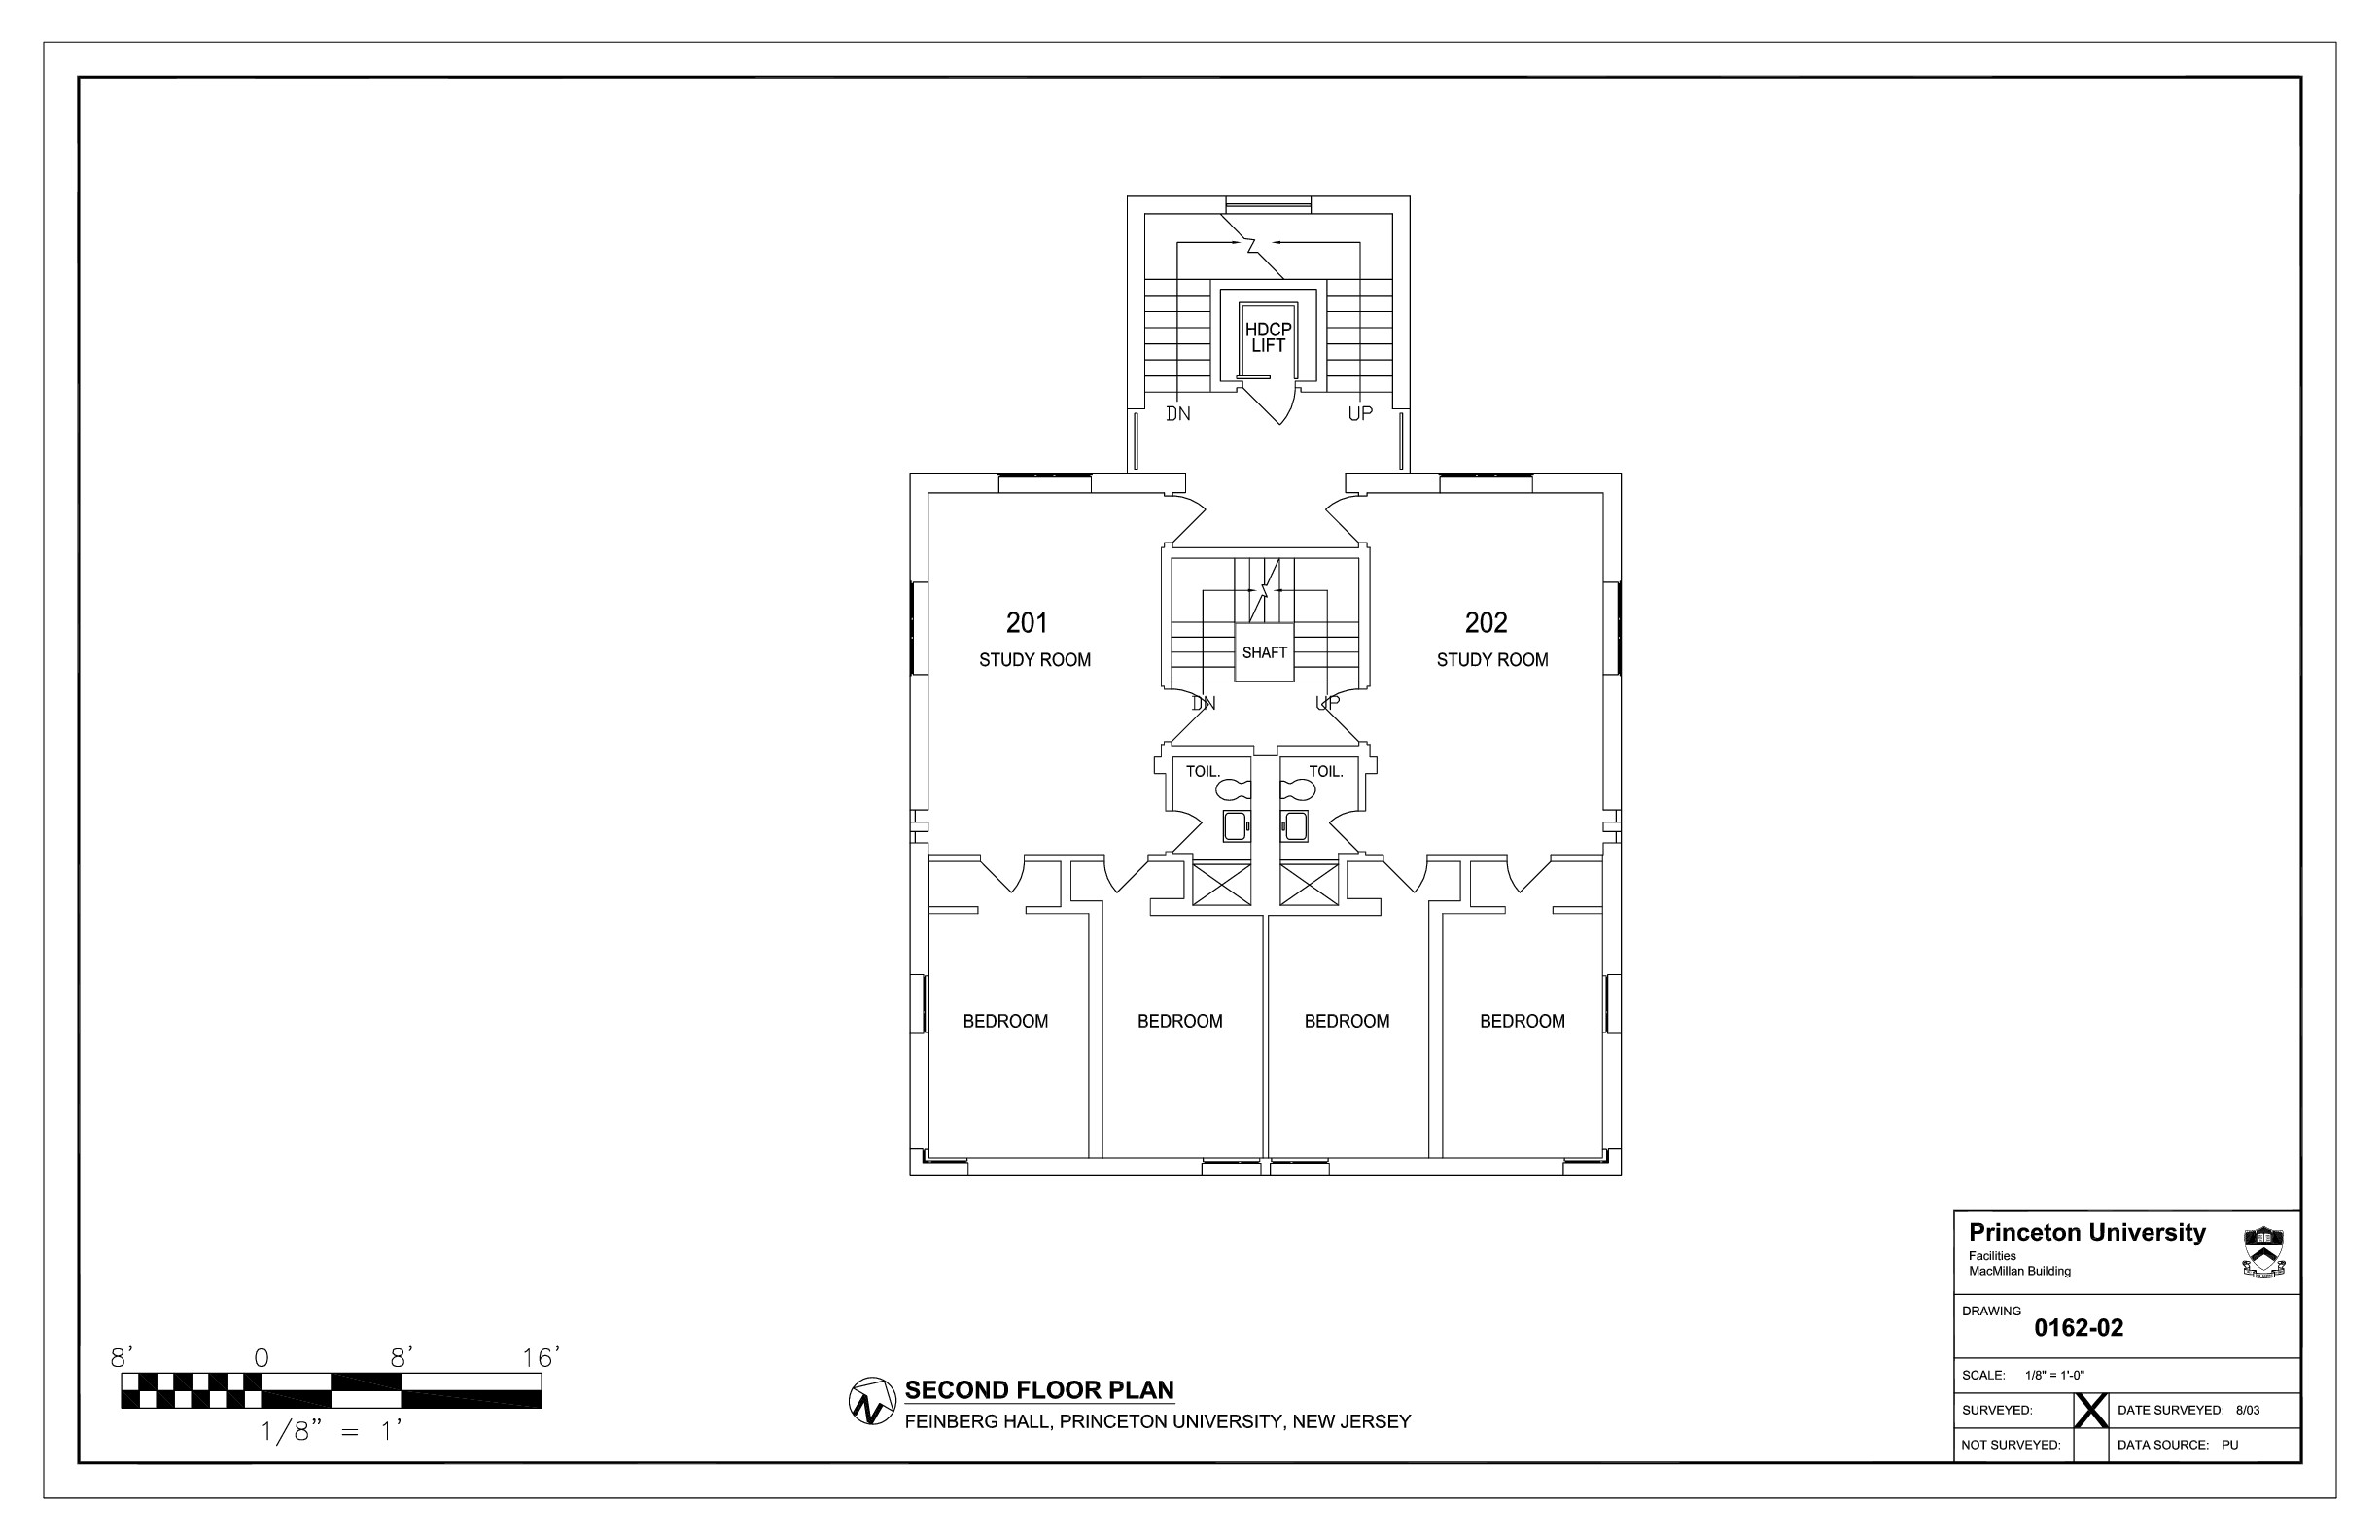 HDCP
LIFT
DN
UP
201
STUDY ROOM
202
STUDY ROOM
SHAFT
DN
UP
TOIL.
TOIL.
BEDROOM
BEDROOM
BEDROOM
BEDROOM
Princeton University
Facilities
MacMillan Building
DRAWING
0162-02
SCALE: 1/8" = 1'-0"
SURVEYED: X DATE SURVEYED: 8/03
NOT SURVEYED: DATA SOURCE: PU
8' 0 8' 16'
1/8" = 1'
N
SECOND FLOOR PLAN
FEINBERG HALL, PRINCETON UNIVERSITY, NEW JERSEY